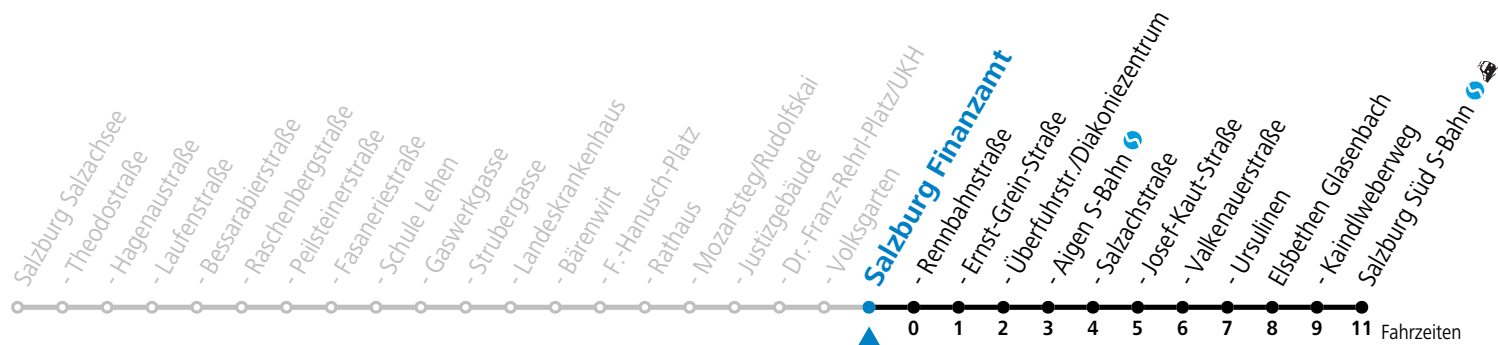 Salzburg Salzachsee
- Theodostraße
- Hagenaustraße
- Laufenstraße
- Bessarabierstraße
- Raschenbergstraße
- Peilsteinerstraße
- Fasaneriestraße
- Schule Lehen
- Gaswerkgasse
- Strubergasse
- Landeskrankenhaus
- Bärenwirt
- F.-Hanusch-Platz
- Rathaus
- Mozartsteg/Rudolfskai
- Justizgebäude
- Dr.-Franz-Rehrl-Platz/UKH
- Volksgarten
Salzburg Finanzamt
- Rennbahnstraße
- Ernst-Grein-Straße
- Überfuhrstr./Diakoniezentrum
- Aigen S-Bahn
- Salzachstraße
- Josef-Kaut-Straße
- Valkenauerstraße
- Ursulinen
Elsbethen Glasenbach
- Kaindlweberweg
Salzburg Süd S-Bahn
0 1 2 3 4 5 6 7 8 9 11 Fahrzeiten